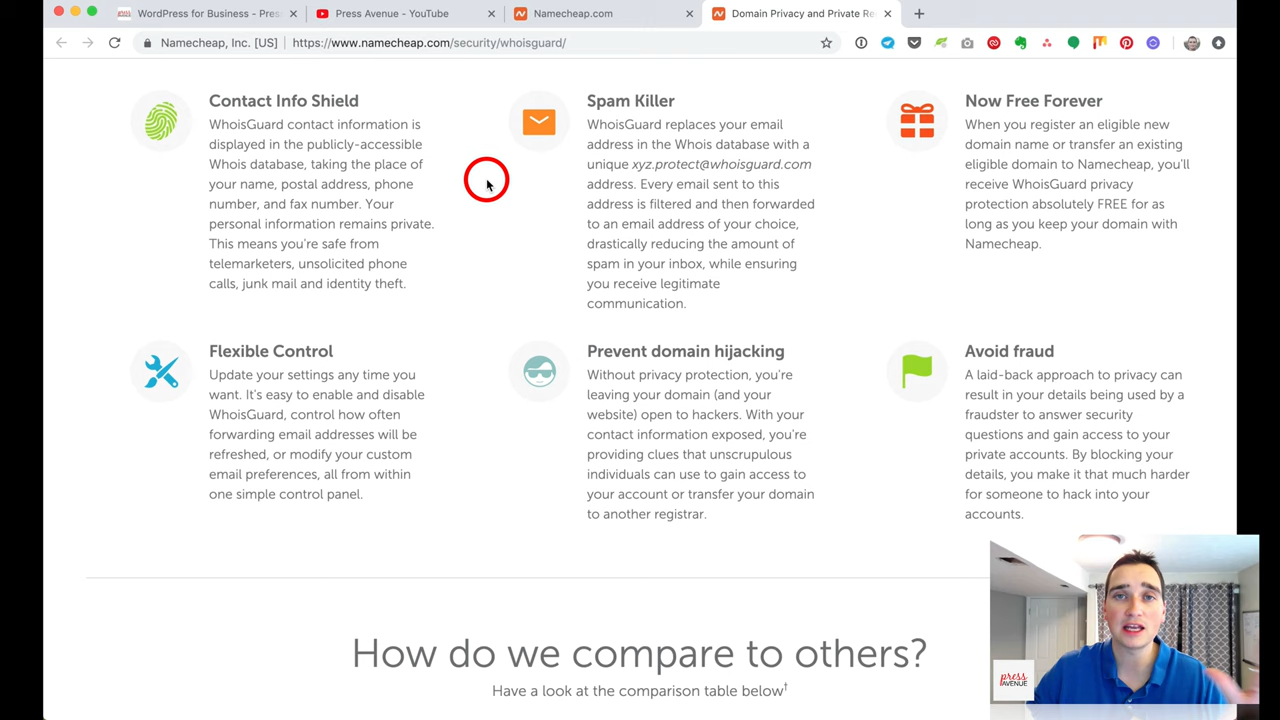 WordPress for Business - Pres
Press Avenue - YouTube
Namecheap.com
Domain Privacy and Private Re
Namecheap, Inc. [US]
https://www.namecheap.com/security/whoisguard/
Contact Info Shield
WhoisGuard contact information is
displayed in the publicly-accessible
Whois database, taking the place of
your name, postal address, phone
number, and fax number. Your
personal information remains private.
This means you're safe from
telemarketers, unsolicited phone
calls, junk mail and identity theft.
Spam Killer
WhoisGuard replaces your email
address in the Whois database with a
unique xyz.protect@whoisguard.com
address. Every email sent to this
address is filtered and then forwarded
to an email address of your choice,
drastically reducing the amount of
spam in your inbox, while ensuring
you receive legitimate
communication.
Now Free Forever
When you register an eligible new
domain name or transfer an existing
eligible domain to Namecheap, you'll
receive WhoisGuard privacy
protection absolutely FREE for as
long as you keep your domain with
Namecheap.
Flexible Control
Update your settings any time you
want. It's easy to enable and disable
WhoisGuard, control how often
forwarding email addresses will be
refreshed, or modify your custom
email preferences, all from within
one simple control panel.
Prevent domain hijacking
Without privacy protection, you're
leaving your domain (and your
website) open to hackers. With your
contact information exposed, you're
providing clues that unscrupulous
individuals can use to gain access to
your account or transfer your domain
to another registrar.
Avoid fraud
A laid-back approach to privacy can
result in your details being used by a
fraudster to answer security
questions and gain access to your
private accounts. By blocking your
details, you make it that much harder
for someone to hack into your
accounts.
How do we compare to others?
Have a look at the comparison table below†
press
AVENUE